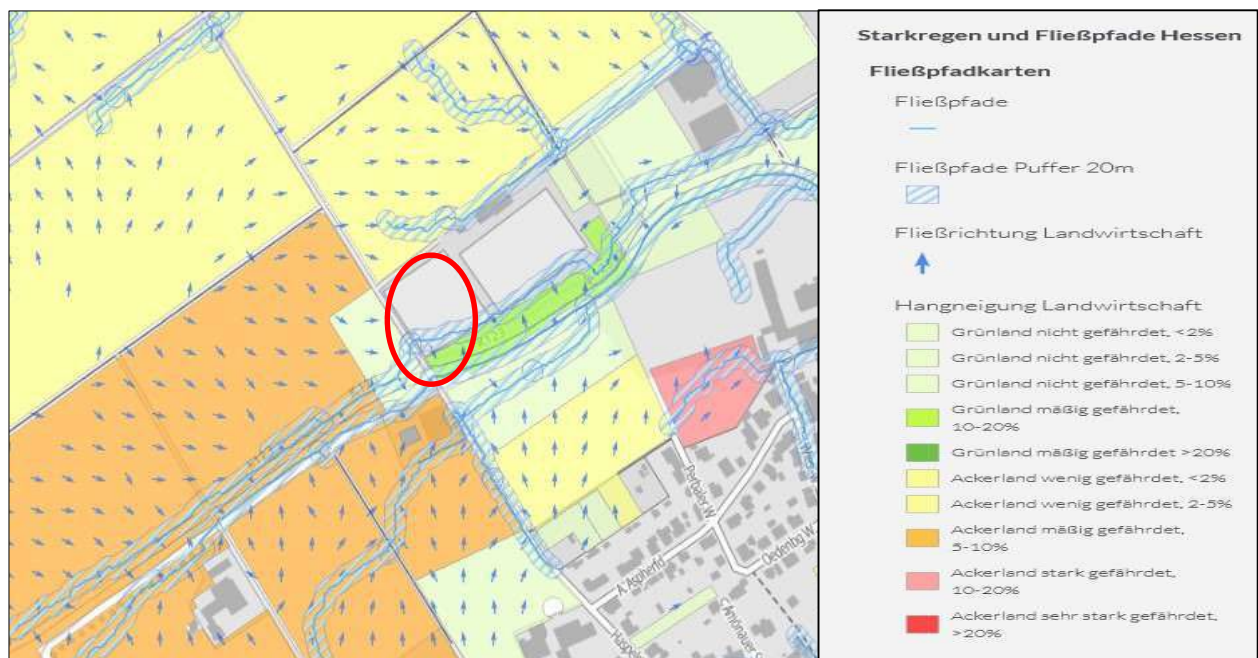 Starkregen und Fließpfade Hessen
Fließpfadkarten
Fließpfade
Fließpfade Puffer 20m
Fließrichtung Landwirtschaft
Hangneigung Landwirtschaft
Grünland nicht gefährdet, <2%
Grünland nicht gefährdet, 2-5%
Grünland nicht gefährdet, 5-10%
Grünland mäßig gefährdet,
10-20%
Grünland mäßig gefährdet >20%
Ackerland wenig gefährdet, <2%
Ackerland wenig gefährdet, 2-5%
Ackerland mäßig gefährdet,
5-10%
Ackerland stark gefährdet,
10-20%
Ackerland sehr stark gefährdet,
>20%
Perbáler W.
Oedenby W.
A. Aspherfd